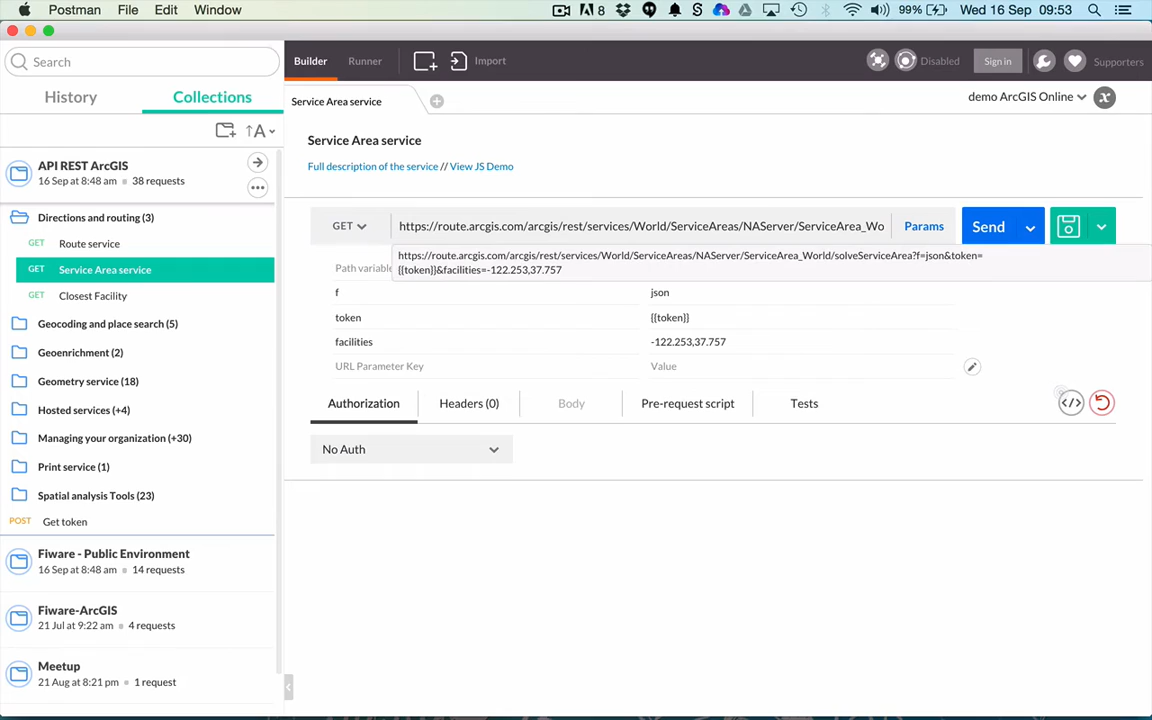 Postman File Edit Window 8 S 99% Wed 16 Sep 09:53
Search
Builder Runner Import Disabled Sign in Supporters
History Collections
Service Area service
demo ArcGIS Online x
A
Service Area service
API REST ArcGIS
16 Sep at 8:48 am 38 requests
Full description of the service // View JS Demo
Directions and routing (3)
GET Route service
GET Service Area service
GET Closest Facility
Geocoding and place search (5)
Geoenrichment (2)
Geometry service (18)
Hosted services (+4)
Managing your organization (+30)
Print service (1)
Spatial analysis Tools (23)
POST Get token
Fiware - Public Environment
16 Sep at 8:48 am 14 requests
Fiware-ArcGIS
21 Jul at 9:22 am 4 requests
Meetup
21 Aug at 8:21 pm 1 request
GET https://route.arcgis.com/arcgis/rest/services/World/ServiceAreas/NAServer/ServiceArea_Wo Params Send
https://route.arcgis.com/arcgis/rest/services/World/ServiceAreas/NAServer/ServiceArea_World/solveServiceArea?f=json&token=
{{token}}&facilities=-122.253,37.757
Path variable
f json
token {{token}}
facilities -122.253,37.757
URL Parameter Key Value
Authorization Headers (0) Body Pre-request script Tests </>
No Auth